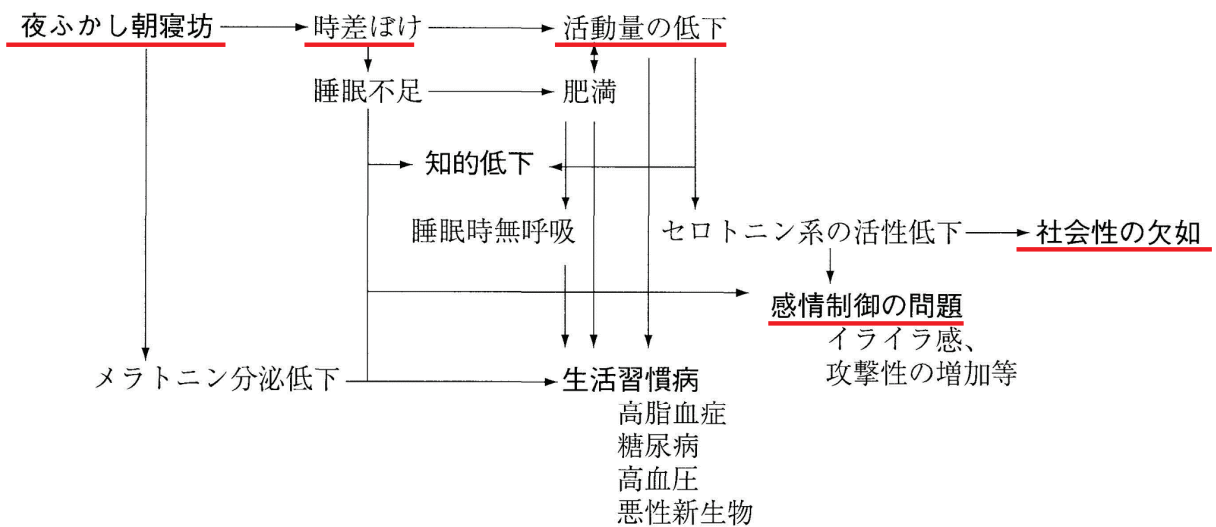 夜ふかし朝寝坊
時差ぼけ
活動量の低下
睡眠不足
肥満
知的低下
睡眠時無呼吸
セロトニン系の活性低下
社会性の欠如
感情制御の問題
イライラ感、
攻撃性の増加等
メラトニン分泌低下
生活習慣病
高脂血症
糖尿病
高血圧
悪性新生物